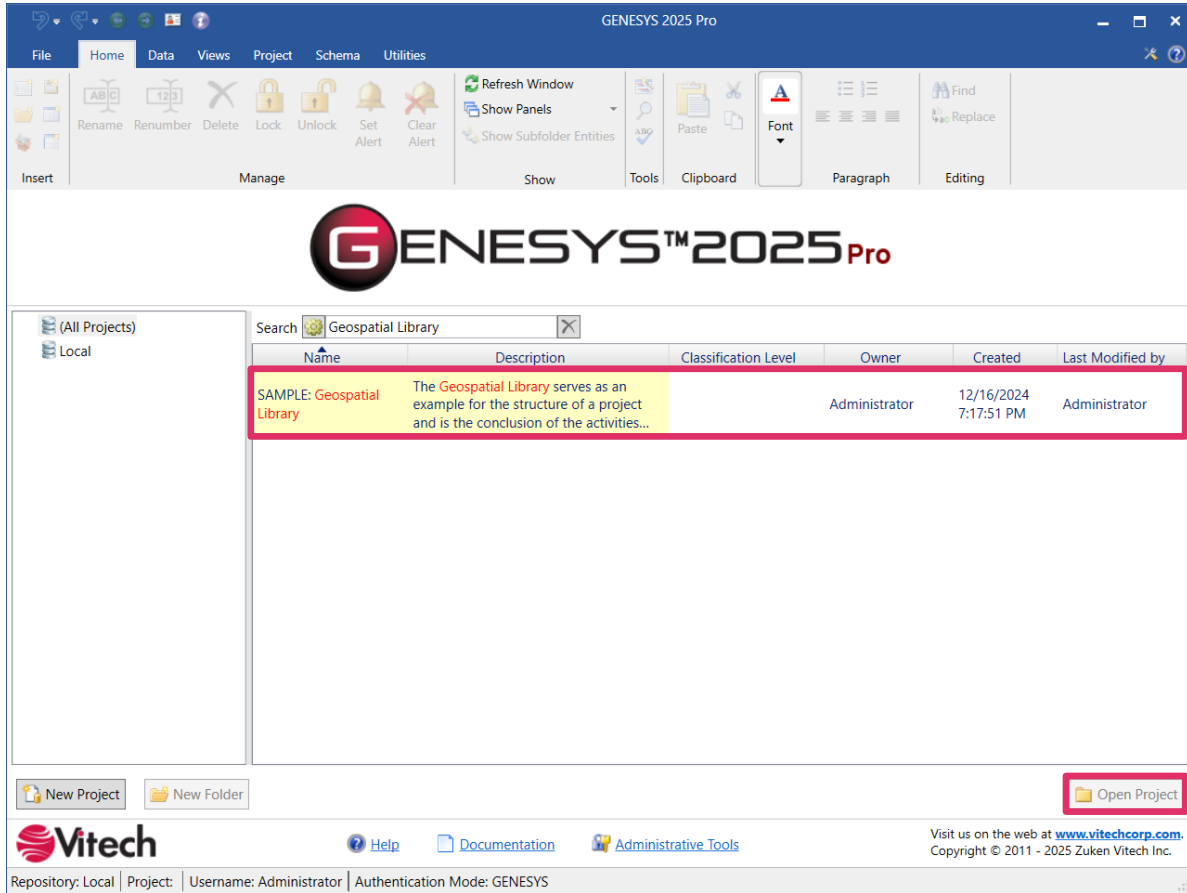 GENESYS 2025 Pro
File Home Data Views Project Schema Utilities
Rename Renumber Delete Lock Unlock Set Alert Clear Alert
Refresh Window
Show Panels
Show Subfolder Entities
ABC
Paste
A
Font
Find
Replace
Insert Manage Show Tools Clipboard Paragraph Editing
GENESYS™2025 Pro
(All Projects)
Local
Search Geospatial Library
Name Description Classification Level Owner Created Last Modified by
SAMPLE: Geospatial
Library
The Geospatial Library serves as an
example for the structure of a project
and is the conclusion of the activities...
Administrator
12/16/2024
7:17:51 PM
Administrator
New Project New Folder Open Project
Vitech
Help Documentation Administrative Tools
Visit us on the web at www.vitechcorp.com.
Copyright © 2011 - 2025 Zuken Vitech Inc.
Repository: Local Project: Username: Administrator Authentication Mode: GENESYS